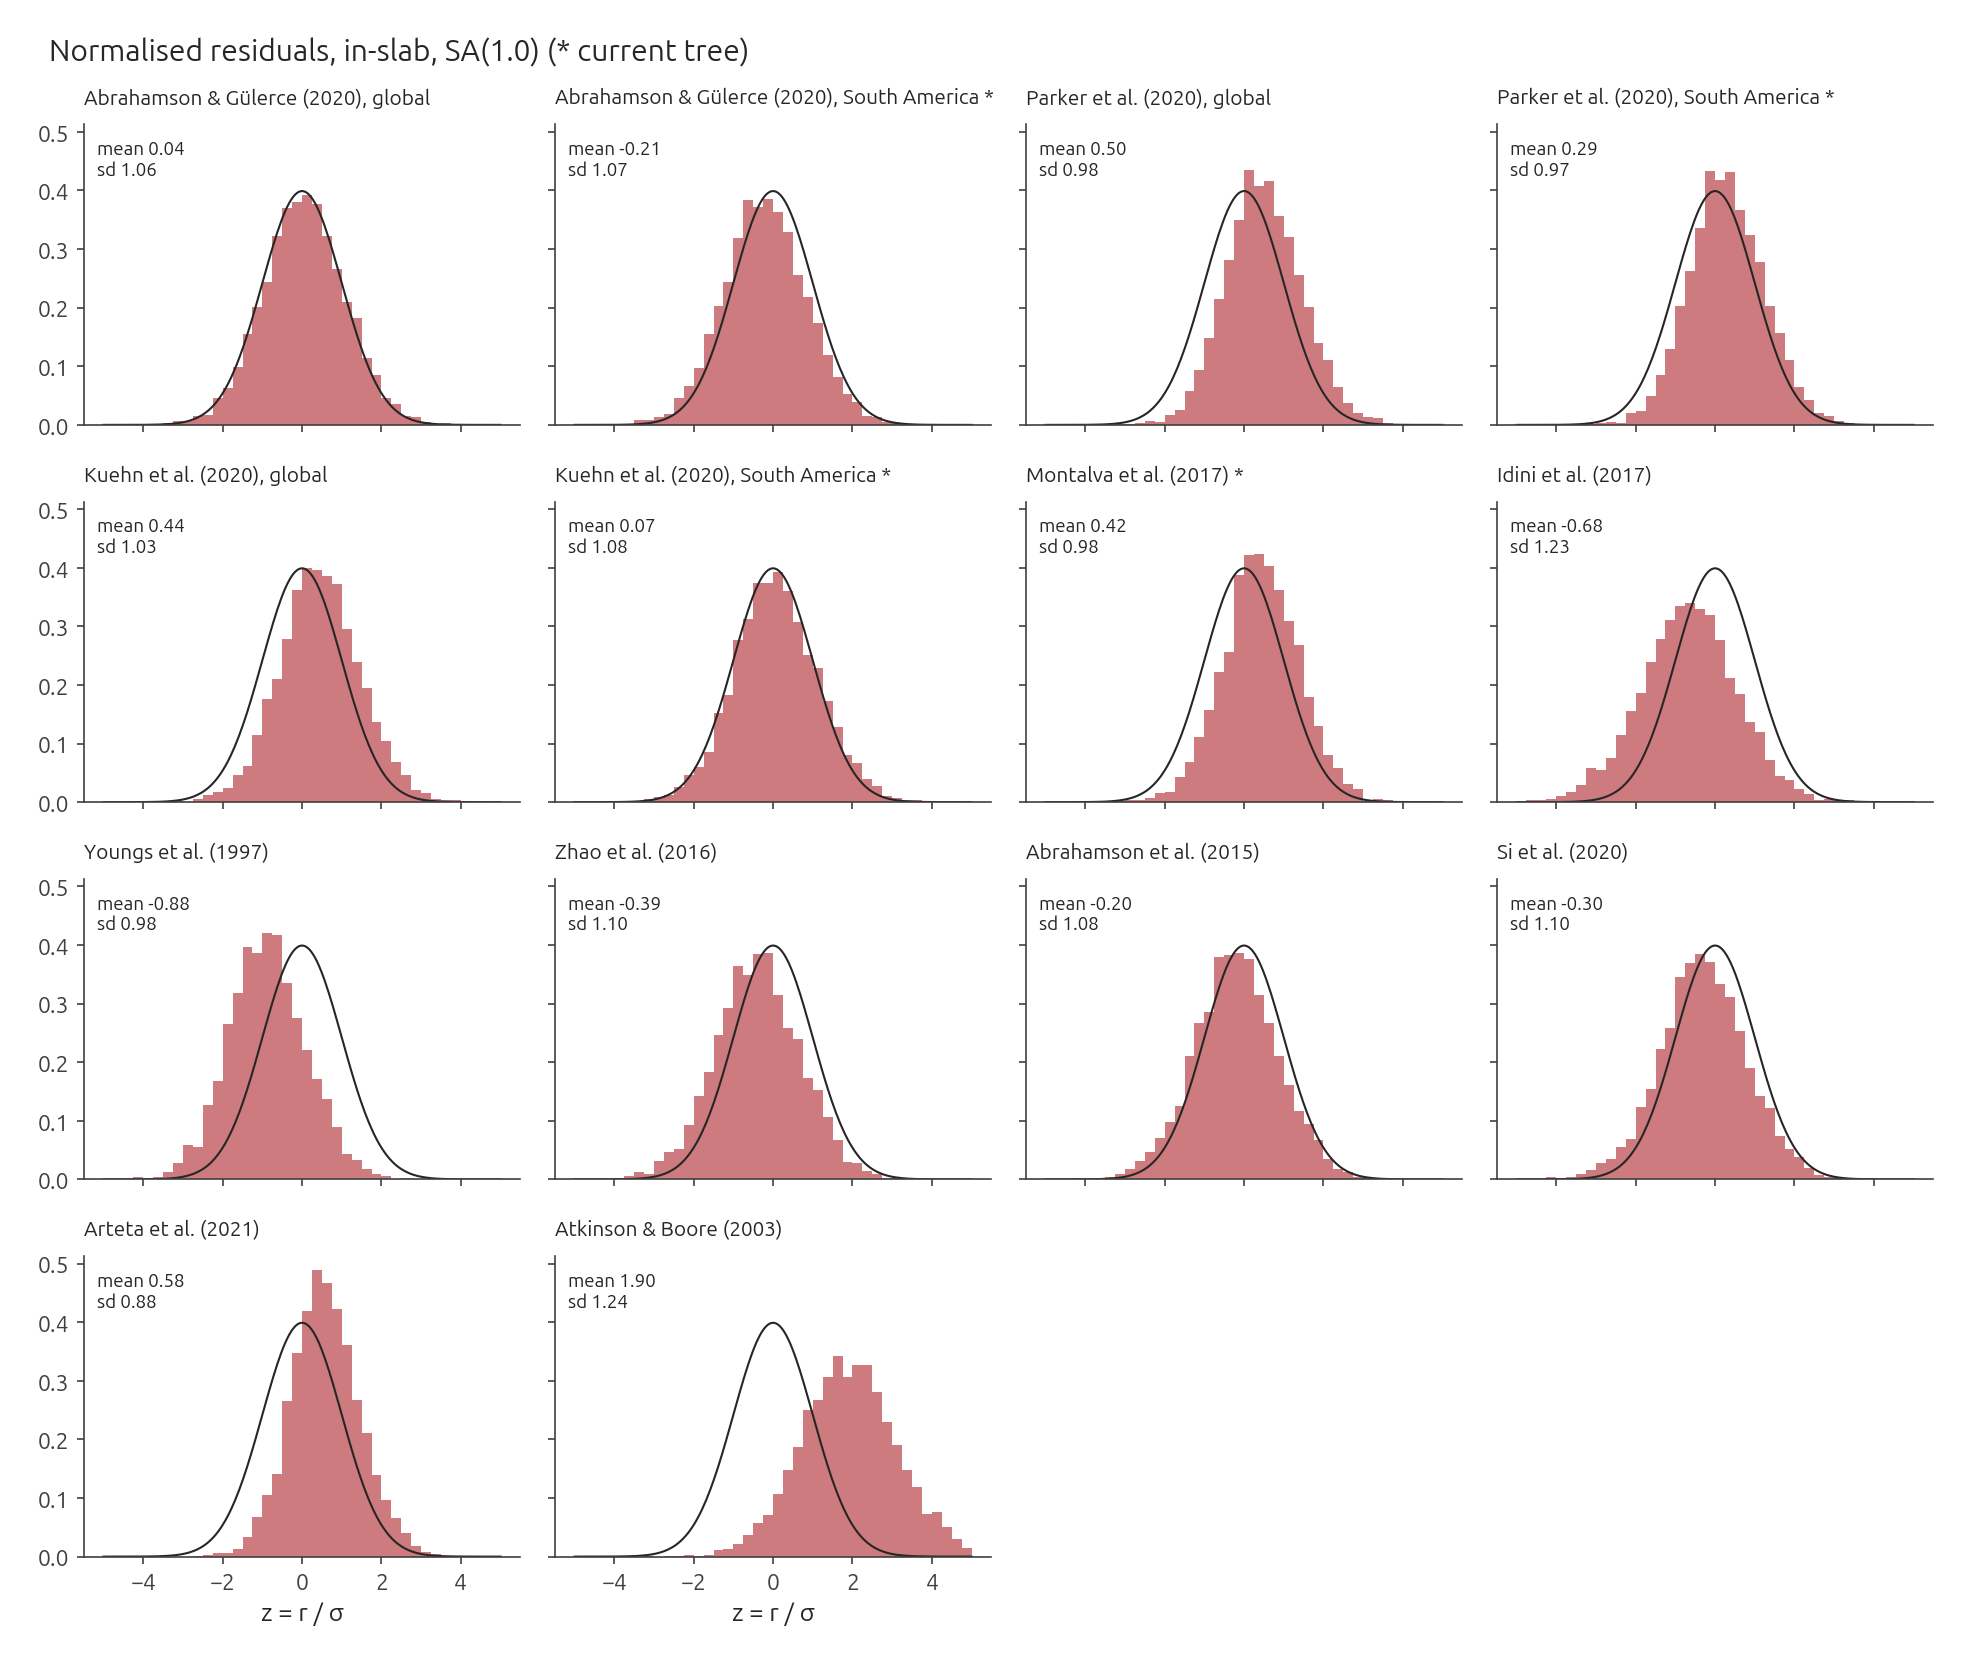 Normalised residuals, in-slab, SA(1.0) (* current tree)
Abrahamson & Gülerce (2020), global
Abrahamson & Gülerce (2020), South America *
Parker et al. (2020), global
Parker et al. (2020), South America *
0.5
0.4
0.3
0.2
0.1
0.0
mean 0.04
sd 1.06
mean -0.21
sd 1.07
mean 0.50
sd 0.98
mean 0.29
sd 0.97
Kuehn et al. (2020), global
Kuehn et al. (2020), South America *
Montalva et al. (2017) *
Idini et al. (2017)
0.5
0.4
0.3
0.2
0.1
0.0
mean 0.44
sd 1.03
mean 0.07
sd 1.08
mean 0.42
sd 0.98
mean -0.68
sd 1.23
Youngs et al. (1997)
Zhao et al. (2016)
Abrahamson et al. (2015)
Si et al. (2020)
0.5
0.4
0.3
0.2
0.1
0.0
mean -0.88
sd 0.98
mean -0.39
sd 1.10
mean -0.20
sd 1.08
mean -0.30
sd 1.10
Arteta et al. (2021)
Atkinson & Boore (2003)
0.5
0.4
0.3
0.2
0.1
0.0
mean 0.58
sd 0.88
mean 1.90
sd 1.24
−4 −2 0 2 4
−4 −2 0 2 4
z = r / σ
z = r / σ